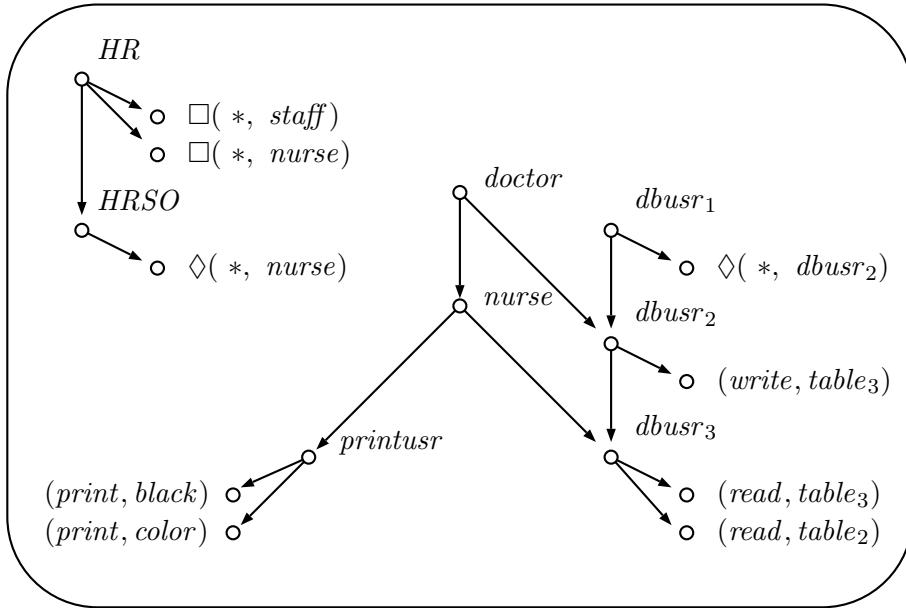 HR
□( *, staff)
□( *, nurse)
HRSO
◊( *, nurse)
doctor
dbusr₁
◊( *, dbusr₂)
nurse
dbusr₂
(write, table₃)
printusr
dbusr₃
(print, black)
(read, table₃)
(print, color)
(read, table₂)